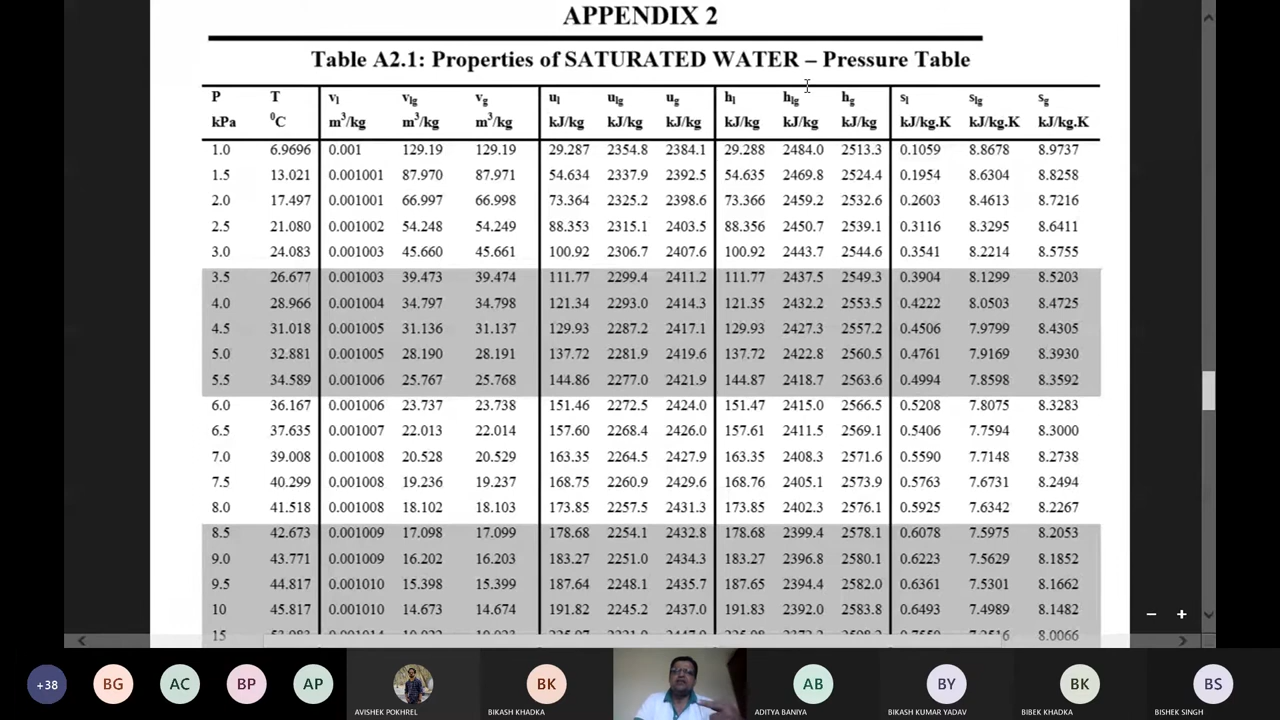 APPENDIX 2
Table A2.1: Properties of SATURATED WATER – Pressure Table
P T vl vlg vg ul ulg ug hl hlg hg sl slg sg
kPa 0C m3/kg m3/kg m3/kg kJ/kg kJ/kg kJ/kg kJ/kg kJ/kg kJ/kg kJ/kg.K kJ/kg.K kJ/kg.K
1.0 6.9696 0.001 129.19 129.19 29.287 2354.8 2384.1 29.288 2484.0 2513.3 0.1059 8.8678 8.9737
1.5 13.021 0.001001 87.970 87.971 54.634 2337.9 2392.5 54.635 2469.8 2524.4 0.1954 8.6304 8.8258
2.0 17.497 0.001001 66.997 66.998 73.364 2325.2 2398.6 73.366 2459.2 2532.6 0.2603 8.4613 8.7216
2.5 21.080 0.001002 54.248 54.249 88.353 2315.1 2403.5 88.356 2450.7 2539.1 0.3116 8.3295 8.6411
3.0 24.083 0.001003 45.660 45.661 100.92 2306.7 2407.6 100.92 2443.7 2544.6 0.3541 8.2214 8.5755
3.5 26.677 0.001003 39.473 39.474 111.77 2299.4 2411.2 111.77 2437.5 2549.3 0.3904 8.1299 8.5203
4.0 28.966 0.001004 34.797 34.798 121.34 2293.0 2414.3 121.35 2432.2 2553.5 0.4222 8.0503 8.4725
4.5 31.018 0.001005 31.136 31.137 129.93 2287.2 2417.1 129.93 2427.3 2557.2 0.4506 7.9799 8.4305
5.0 32.881 0.001005 28.190 28.191 137.72 2281.9 2419.6 137.72 2422.8 2560.5 0.4761 7.9169 8.3930
5.5 34.589 0.001006 25.767 25.768 144.86 2277.0 2421.9 144.87 2418.7 2563.6 0.4994 7.8598 8.3592
6.0 36.167 0.001006 23.737 23.738 151.46 2272.5 2424.0 151.47 2415.0 2566.5 0.5208 7.8075 8.3283
6.5 37.635 0.001007 22.013 22.014 157.60 2268.4 2426.0 157.61 2411.5 2569.1 0.5406 7.7594 8.3000
7.0 39.008 0.001008 20.528 20.529 163.35 2264.5 2427.9 163.35 2408.3 2571.6 0.5590 7.7148 8.2738
7.5 40.299 0.001008 19.236 19.237 168.75 2260.9 2429.6 168.76 2405.1 2573.9 0.5763 7.6731 8.2494
8.0 41.518 0.001008 18.102 18.103 173.85 2257.4 2431.3 173.85 2402.3 2576.1 0.5925 7.6342 8.2267
8.5 42.673 0.001009 17.098 17.099 178.68 2254.1 2432.8 178.68 2399.4 2578.1 0.6078 7.5975 8.2053
9.0 43.771 0.001009 16.202 16.203 183.27 2251.0 2434.3 183.27 2396.8 2580.1 0.6223 7.5629 8.1852
9.5 44.817 0.001010 15.398 15.399 187.64 2248.1 2435.7 187.65 2394.4 2582.0 0.6361 7.5301 8.1662
10 45.817 0.001010 14.673 14.674 191.82 2245.2 2437.0 191.83 2392.0 2583.8 0.6493 7.4989 8.1482
15 8.0066
+38 BG AC BP AP BK AB BY BK BS
AVISHEK POKHREL BIKASH KHADKA ADITYA BANIYA BIKASH KUMAR YADAV BIBEK KHADKA BISHEK SINGH